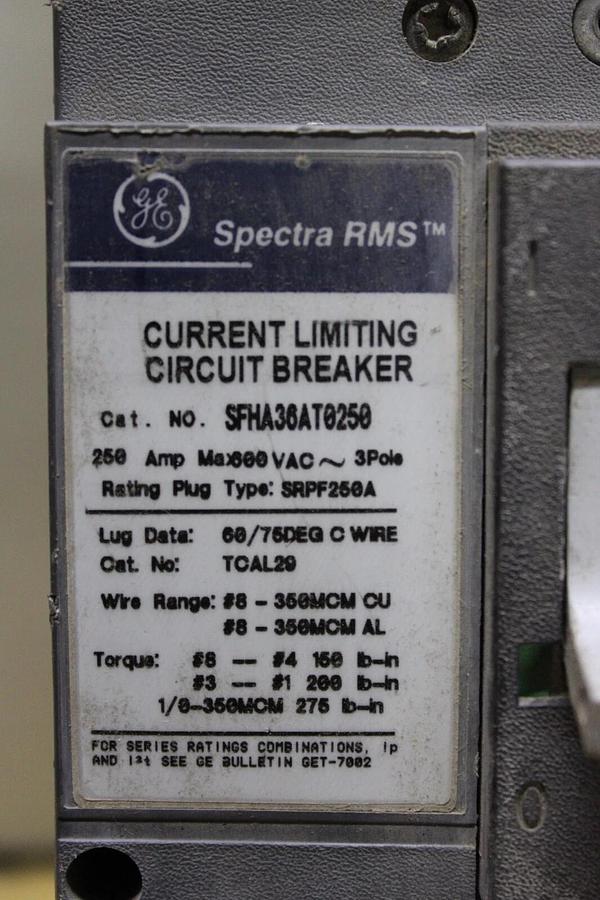 GE
Spectra RMS™
CURRENT LIMITING
CIRCUIT BREAKER
Cat. NO. SFHA36AT0250
250 Amp Max600VAC ~ 3Pole
Rating Plug Type: SRPF250A
Lug Data: 60/75DEG C WIRE
Cat. No: TCAL29
Wire Range: #8 - 350MCM CU
#8 - 350MCM AL
Torque: #8 -- #4 150 lb-in
#3 -- #1 200 lb-in
1/0-350MCM 275 lb-in
FOR SERIES RATINGS COMBINATIONS, Ip
AND I²t SEE GE BULLETIN GET-7002
I
O